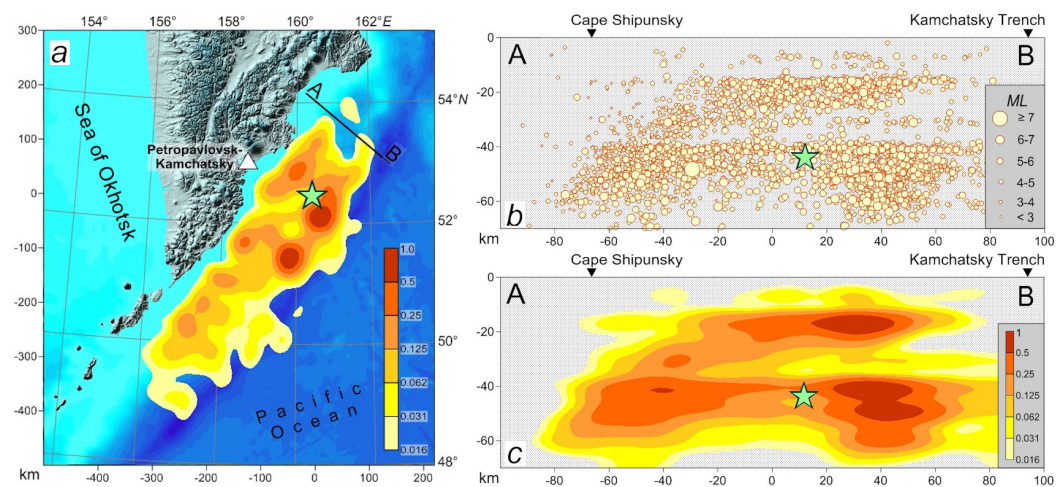 154° 156° 158° 160° 162°E
300
a
200
100
0
-100
-200
-300
-400
km
-400 -300 -200 -100 0 100 200
54°N
52°
50°
48°
Sea of Okhotsk
Petropavlovsk-
Kamchatsky
A
B
Pacific
Ocean
1.0
0.5
0.25
0.125
0.062
0.031
0.016
Cape Shipunsky Kamchatsky Trench
0
A B
-20
-40
-60
b
km
-80 -60 -40 -20 0 20 40 60 80 100
ML
≥ 7
6-7
5-6
4-5
3-4
< 3
Cape Shipunsky Kamchatsky Trench
0
A B
-20
-40
-60
c
km
-80 -60 -40 -20 0 20 40 60 80 100
1
0.5
0.25
0.125
0.062
0.031
0.016